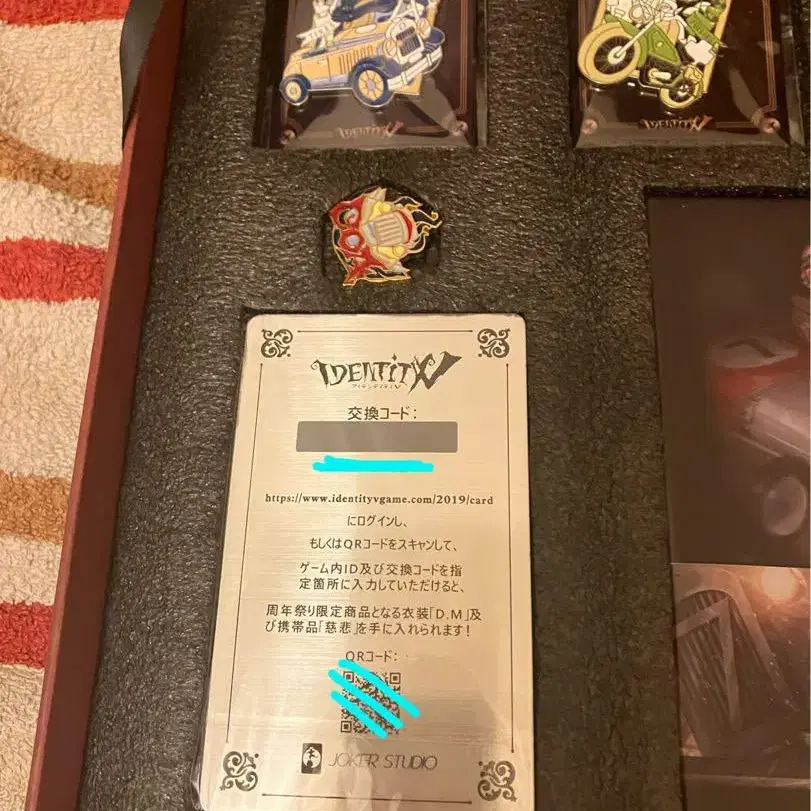 IDENTITY V
IDENTITY V
IDENTITY V
アイデンティティV
交換コード：
https://www.identityvgame.com/2019/card
にログインし、
もしくはQRコードをスキャンして、
ゲーム内ID及び交換コードを指
定箇所に入力していただけると、
周年祭り限定商品となる衣装「D.M」及
び携帯品「慈悲」を手に入れられます！
QRコード：
JOKER STUDIO